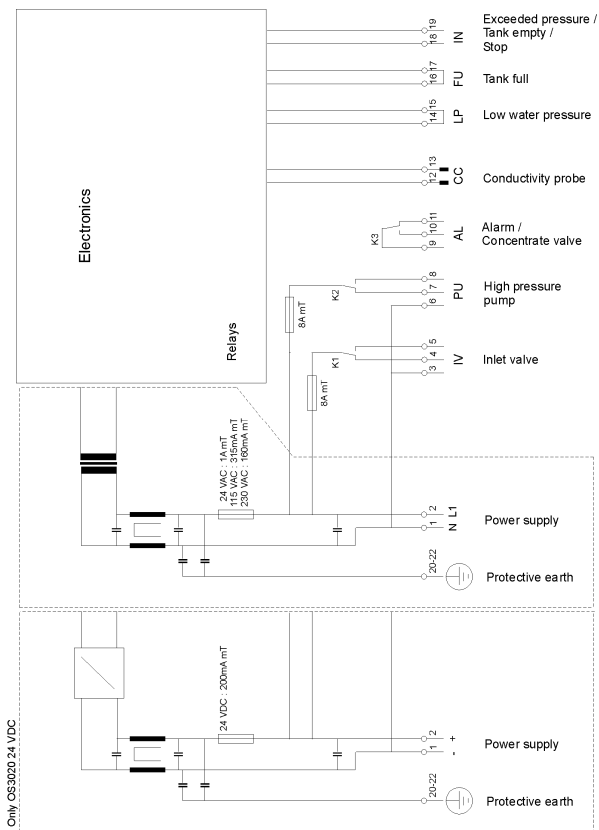 19
18
IN
Exceeded pressure /
Tank empty /
Stop
17
16
FU
Tank full
15
14
LP
Low water pressure
13
12
CC
Conductivity probe
Electronics
Relays
K3
11
10
9
AL
Alarm /
Concentrate valve
K2
8A mT
8
7
6
PU
High pressure
pump
K1
8A mT
5
4
3
IV
Inlet valve
24 VAC : 1A mT
115 VAC : 315mA mT
230 VAC : 160mA mT
2 L1
1 N
Power supply
20-22
Protective earth
Only OS3020 24 VDC
24 VDC : 200mA mT
2 +
1 -
Power supply
20-22
Protective earth